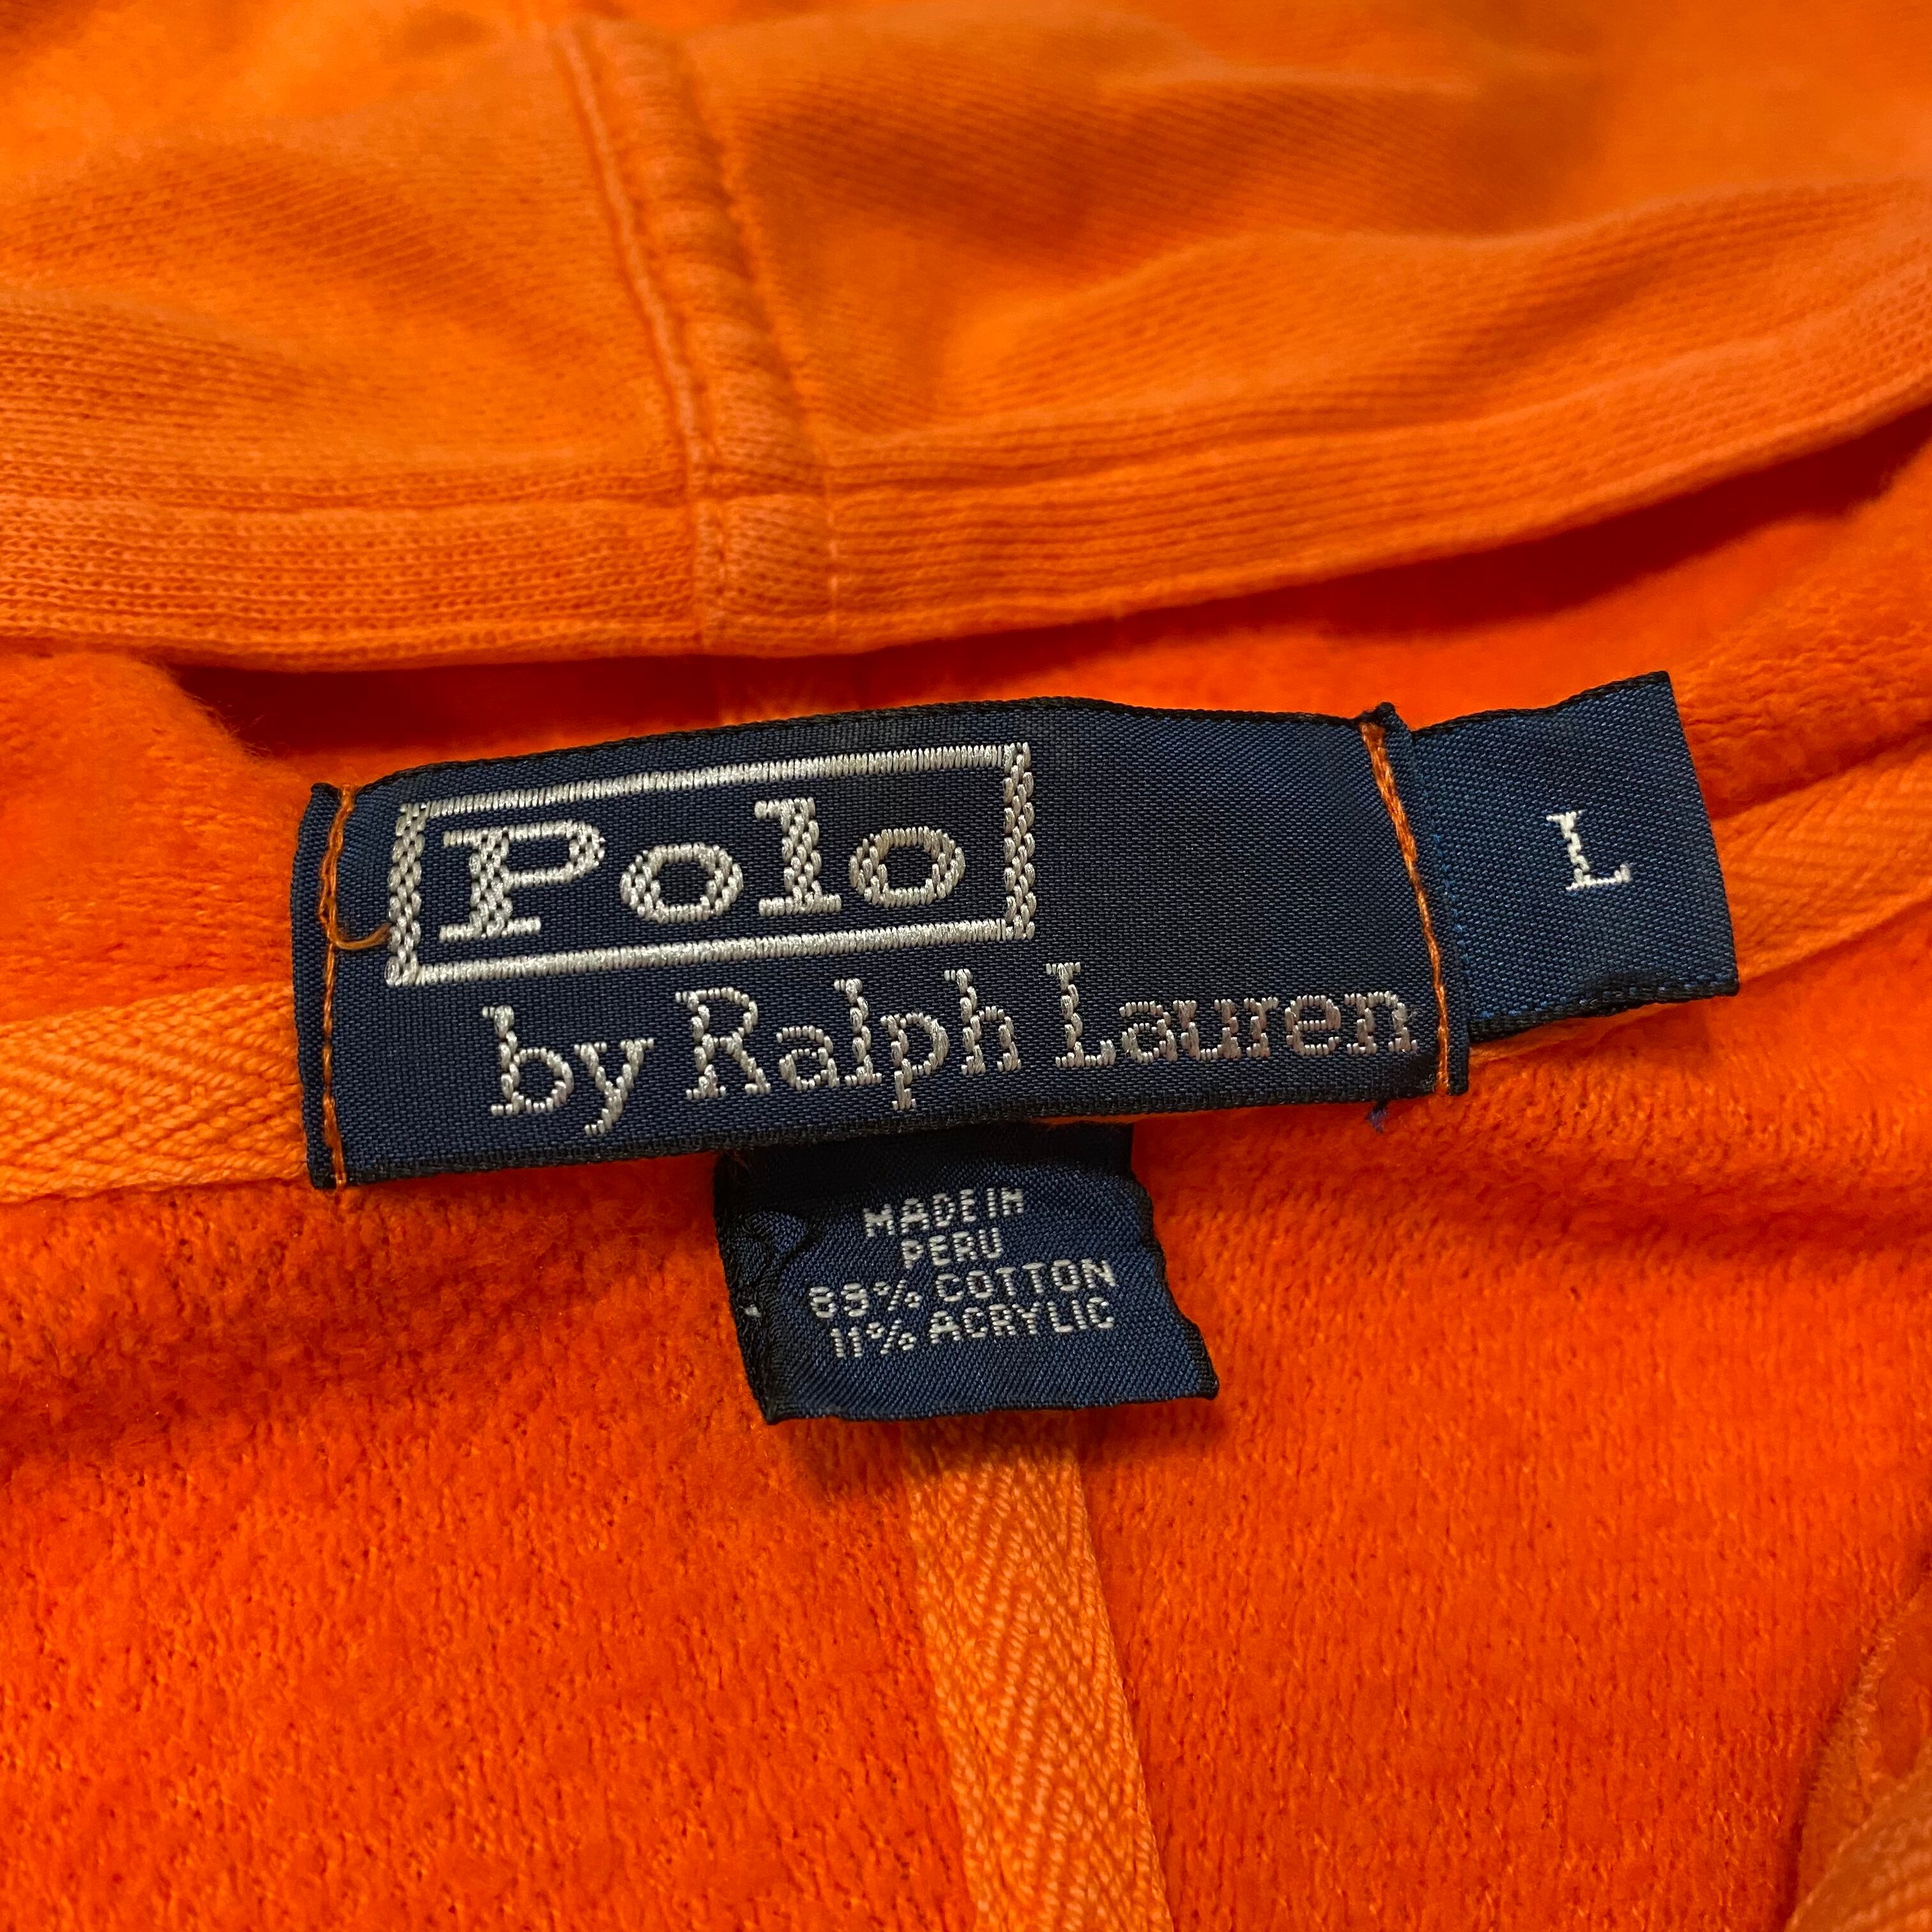 Polo
by Ralph Lauren
L
MADE IN
PERU
89% COTTON
11% ACRYLIC